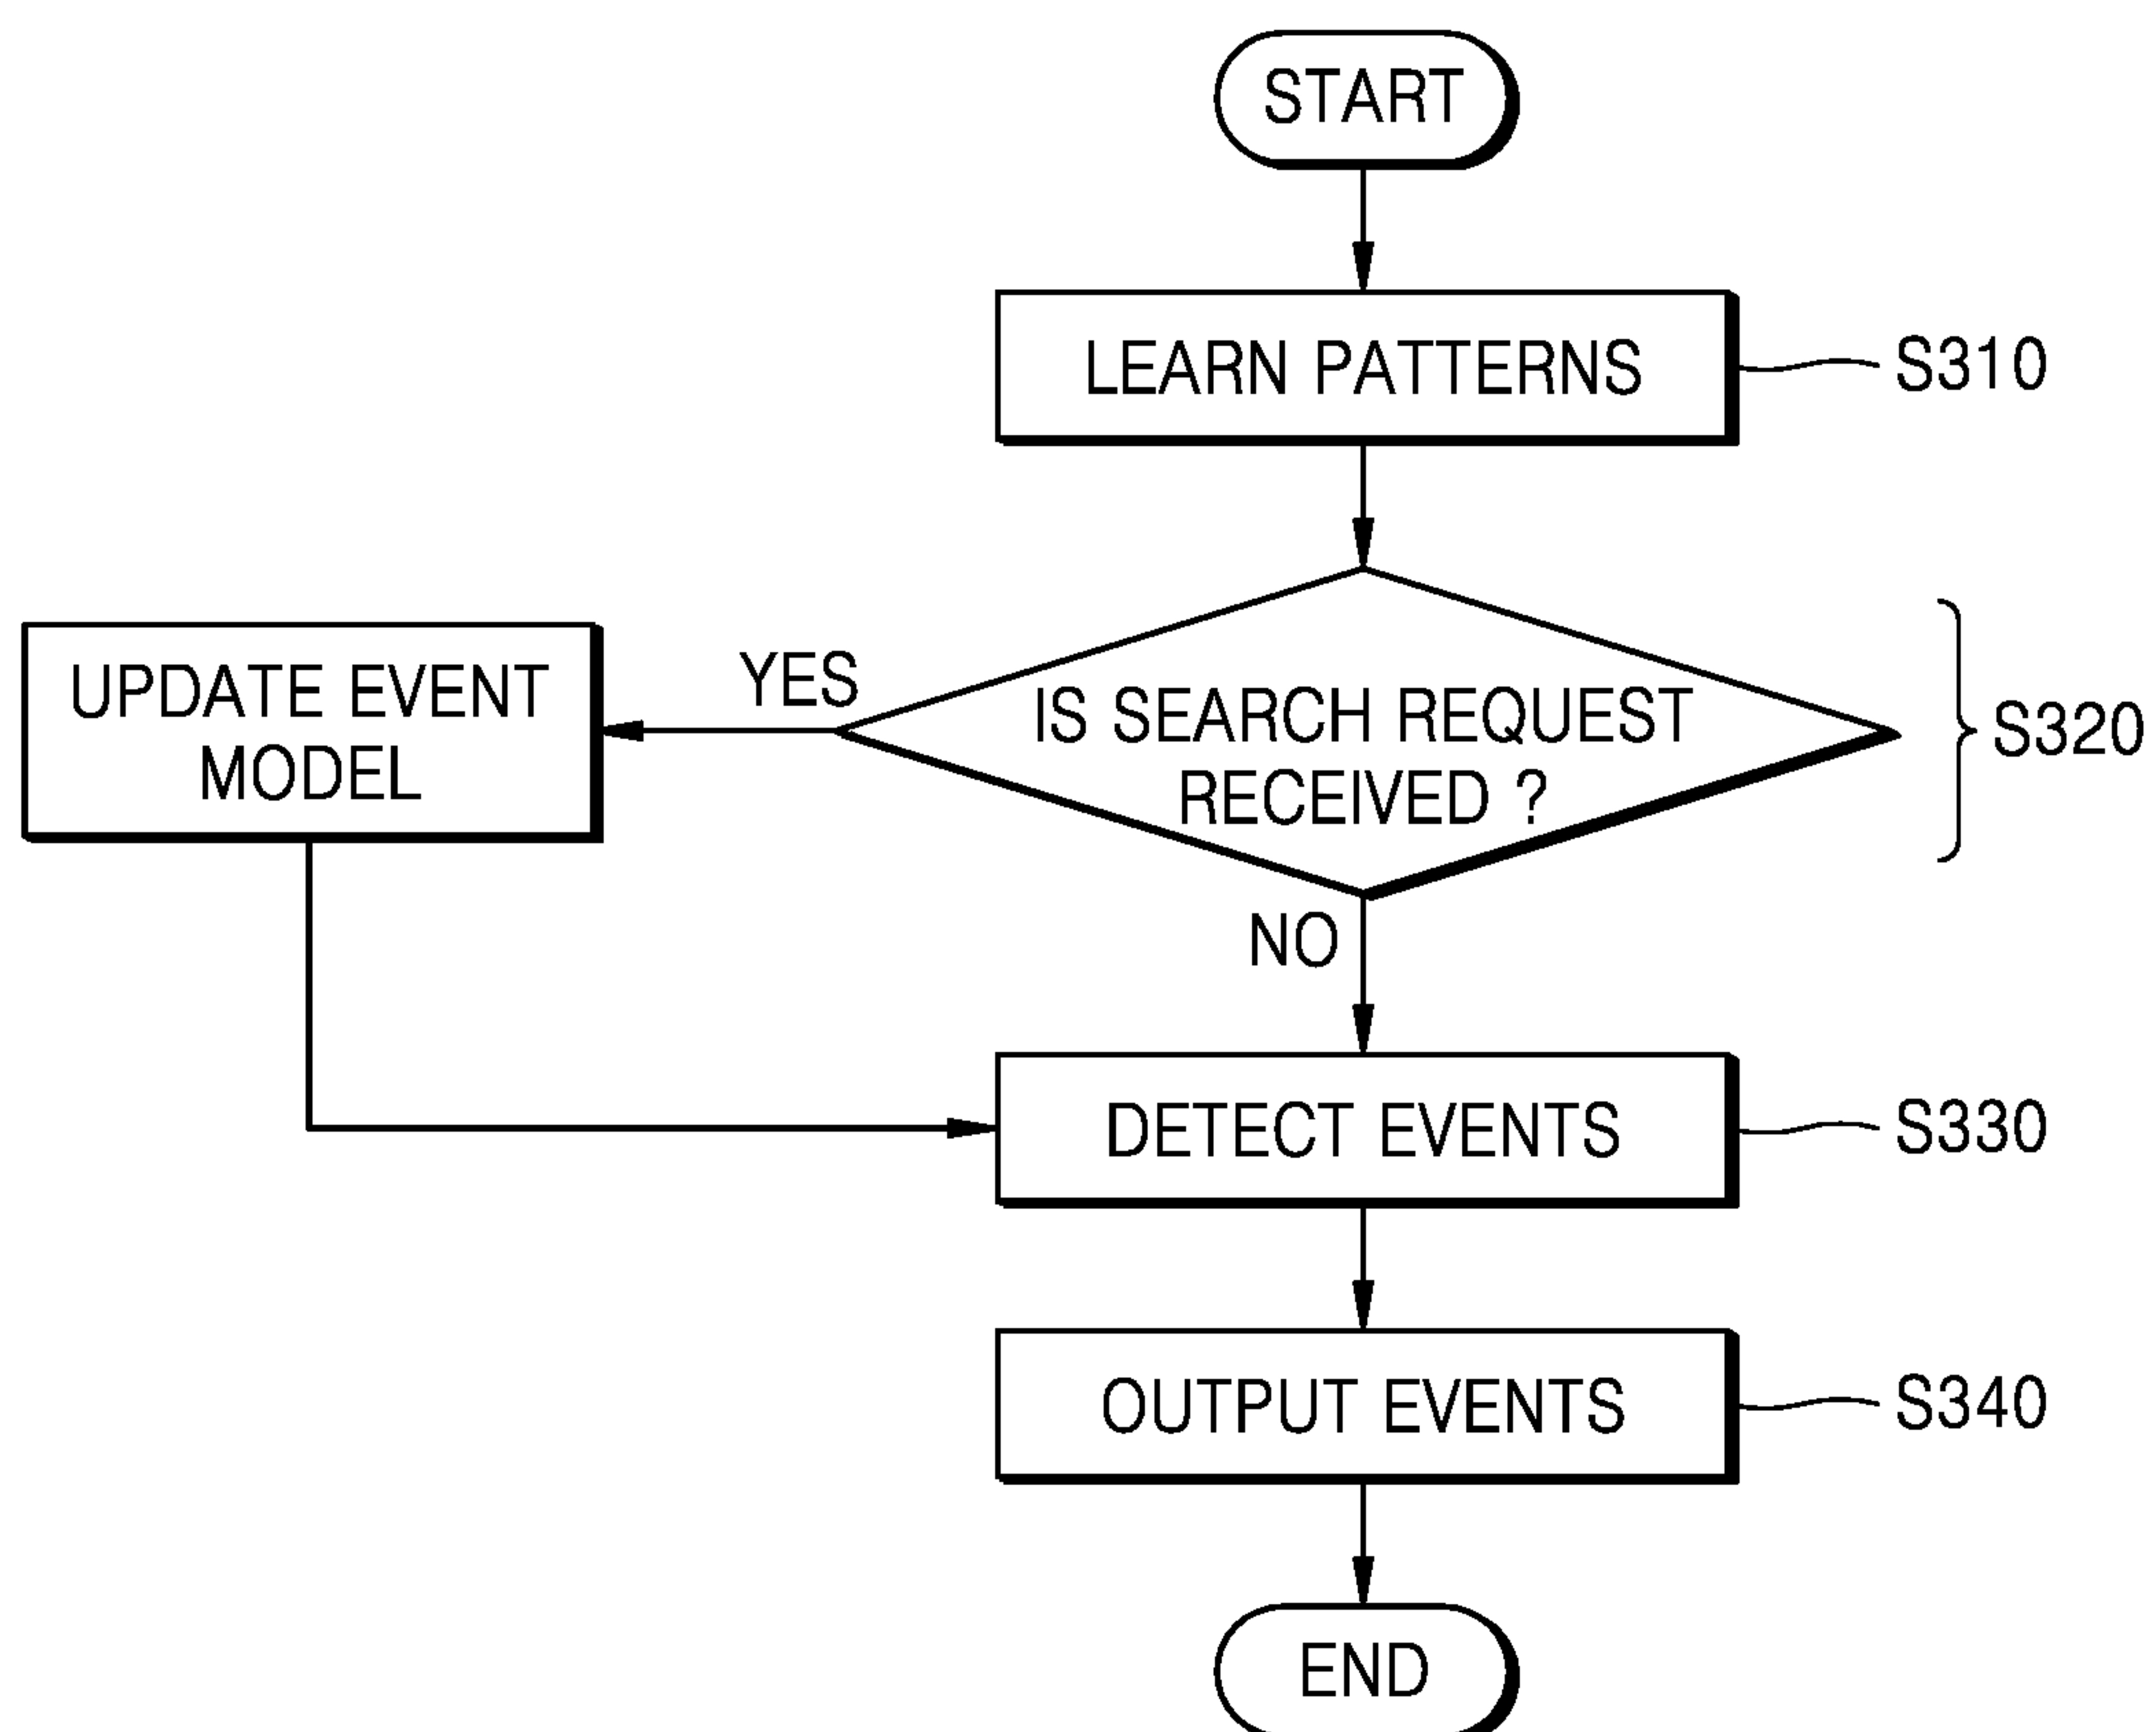 START
LEARN PATTERNS
S310
UPDATE EVENT
MODEL
YES
IS SEARCH REQUEST
RECEIVED ?
S320
NO
DETECT EVENTS
S330
OUTPUT EVENTS
S340
END